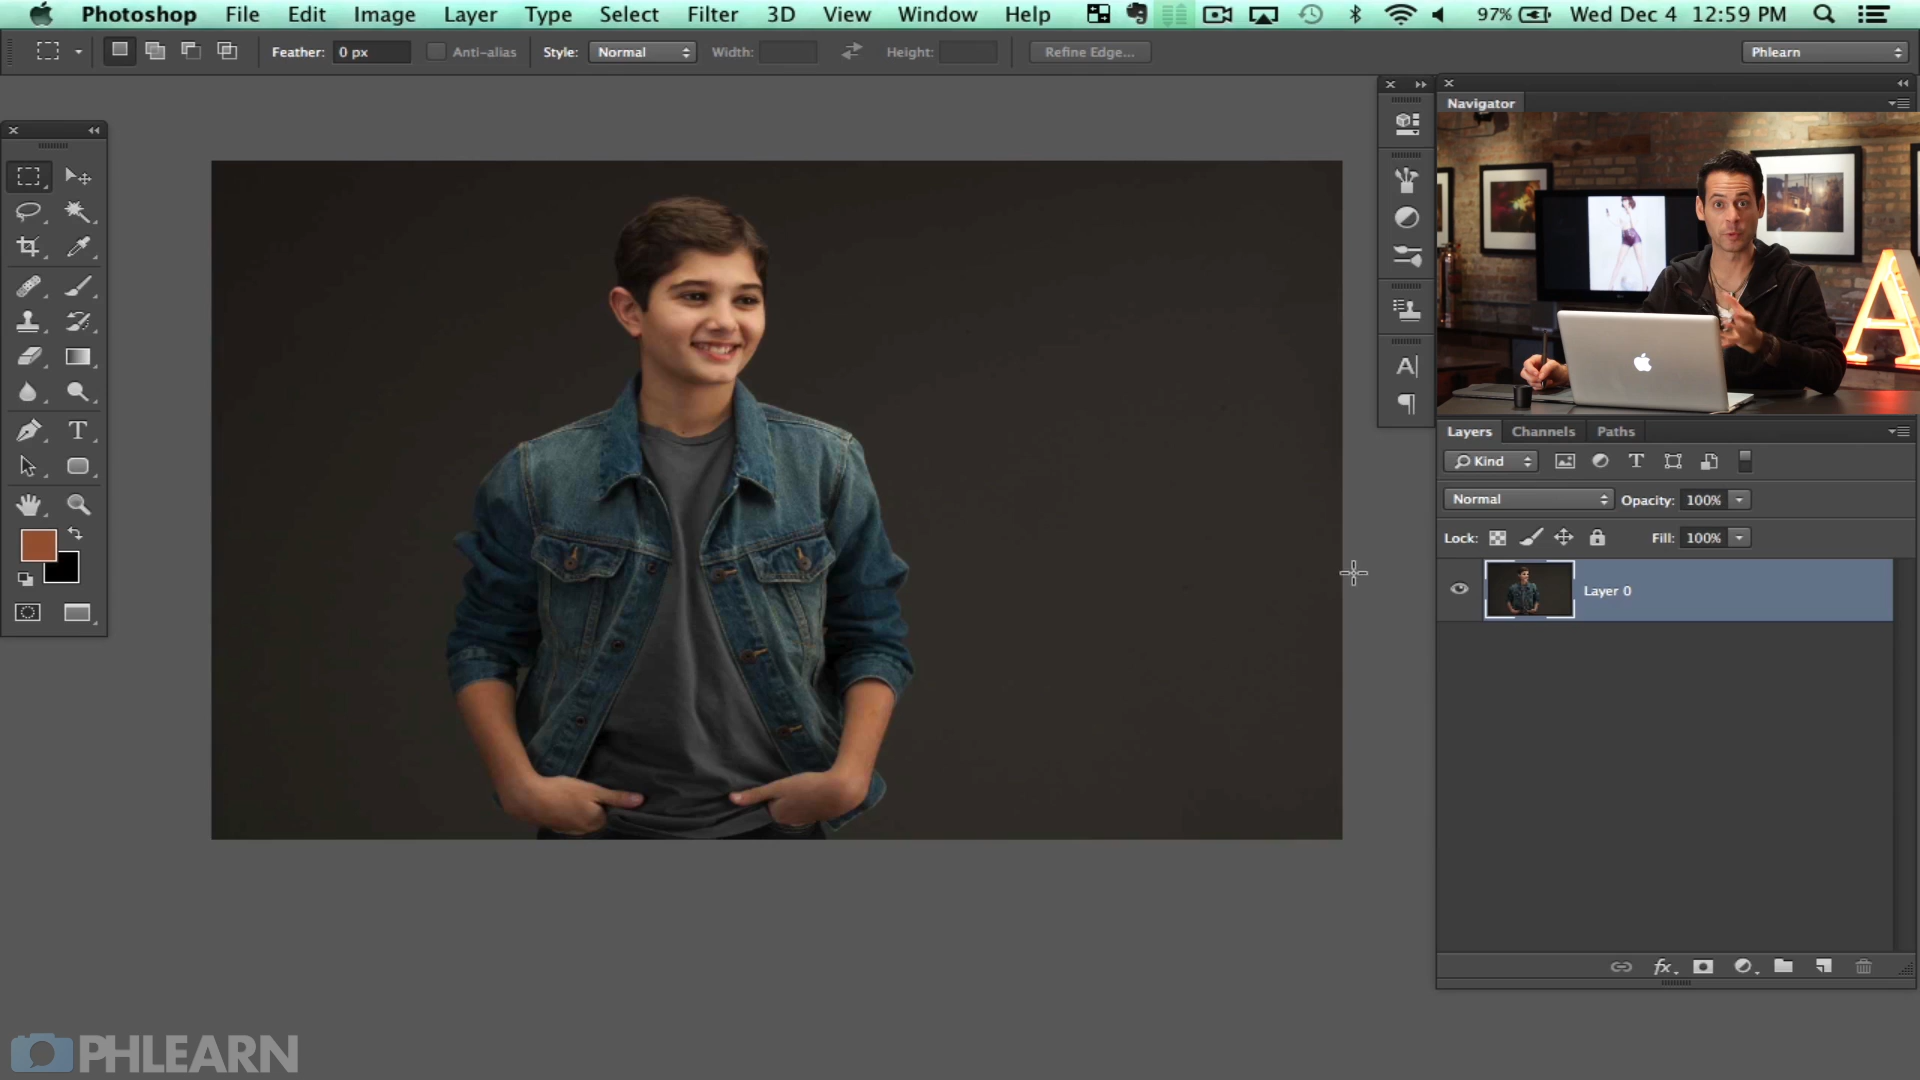 Photoshop File Edit Image Layer Type Select Filter 3D View Window Help 97% Wed Dec 4 12:59 PM
Feather: 0 px Anti-alias Style: Normal Width: Height: Refine Edge... Phlearn
Navigator
A
Layers Channels Paths
Kind
Normal Opacity: 100%
Lock: Fill: 100%
Layer 0
fx
PHLEARN